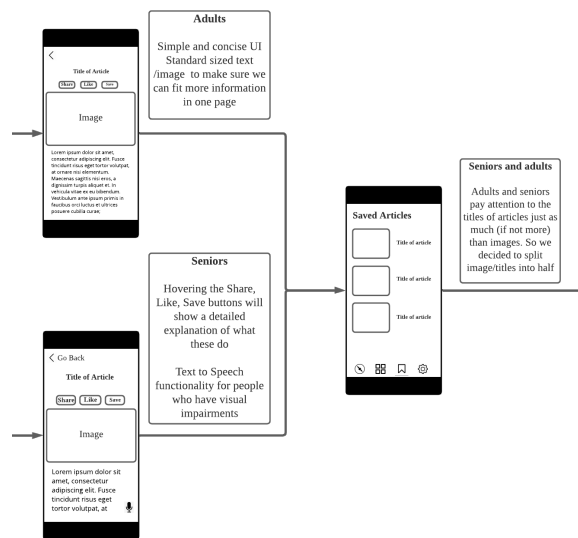 Adults
Simple and concise UI
Standard sized text
/image to make sure we
can fit more information
in one page
Title of Article
Share
Like
Save
Image
Lorem ipsum dolor sit amet,
consectetur adipiscing elit. Fusce
tincidunt risus eget tortor volutpat,
at ornare nisi elementum.
Maecenas sagittis nisi eros, a
dignissim turpis aliquet et. In
vehicula vitae ex eu bibendum.
Vestibulum ante ipsum primis in
faucibus orci luctus et ultrices
posuere cubilia curae;
Seniors and adults
Adults and seniors
pay attention to the
titles of articles just as
much (if not more)
than images. So we
decided to split
image/titles into half
Saved Articles
Title of article
Title of article
Title of article
Seniors
Hovering the Share,
Like, Save buttons will
show a detailed
explanation of what
these do
Text to Speech
functionality for people
who have visual
impairments
Go Back
Title of Article
Share
Like
Save
Image
Lorem ipsum dolor sit
amet, consectetur
adipiscing elit. Fusce
tincidunt risus eget
tortor volutpat, at